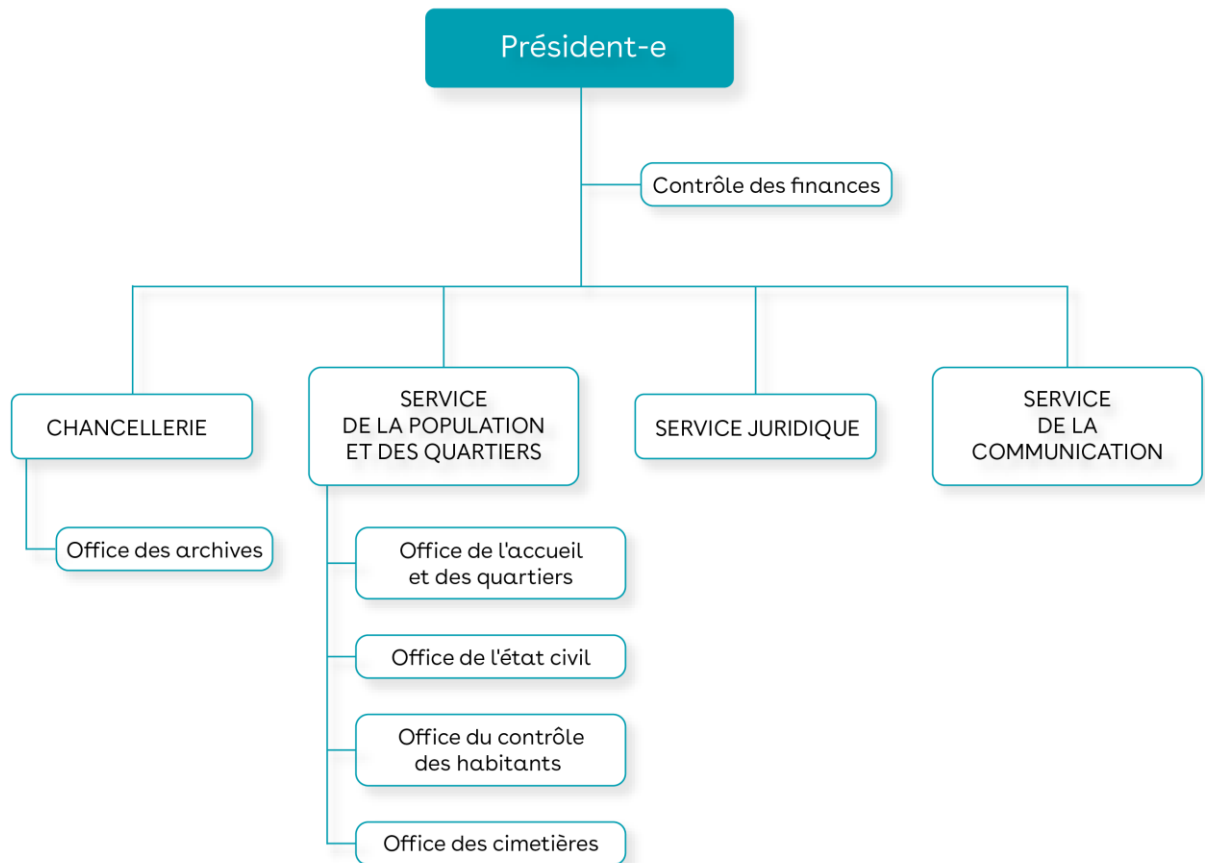 Président-e
Contrôle des finances
CHANCELLERIE
Office des archives
SERVICE
DE LA POPULATION
ET DES QUARTIERS
Office de l'accueil
et des quartiers
Office de l'état civil
Office du contrôle
des habitants
Office des cimetières
SERVICE JURIDIQUE
SERVICE
DE LA
COMMUNICATION